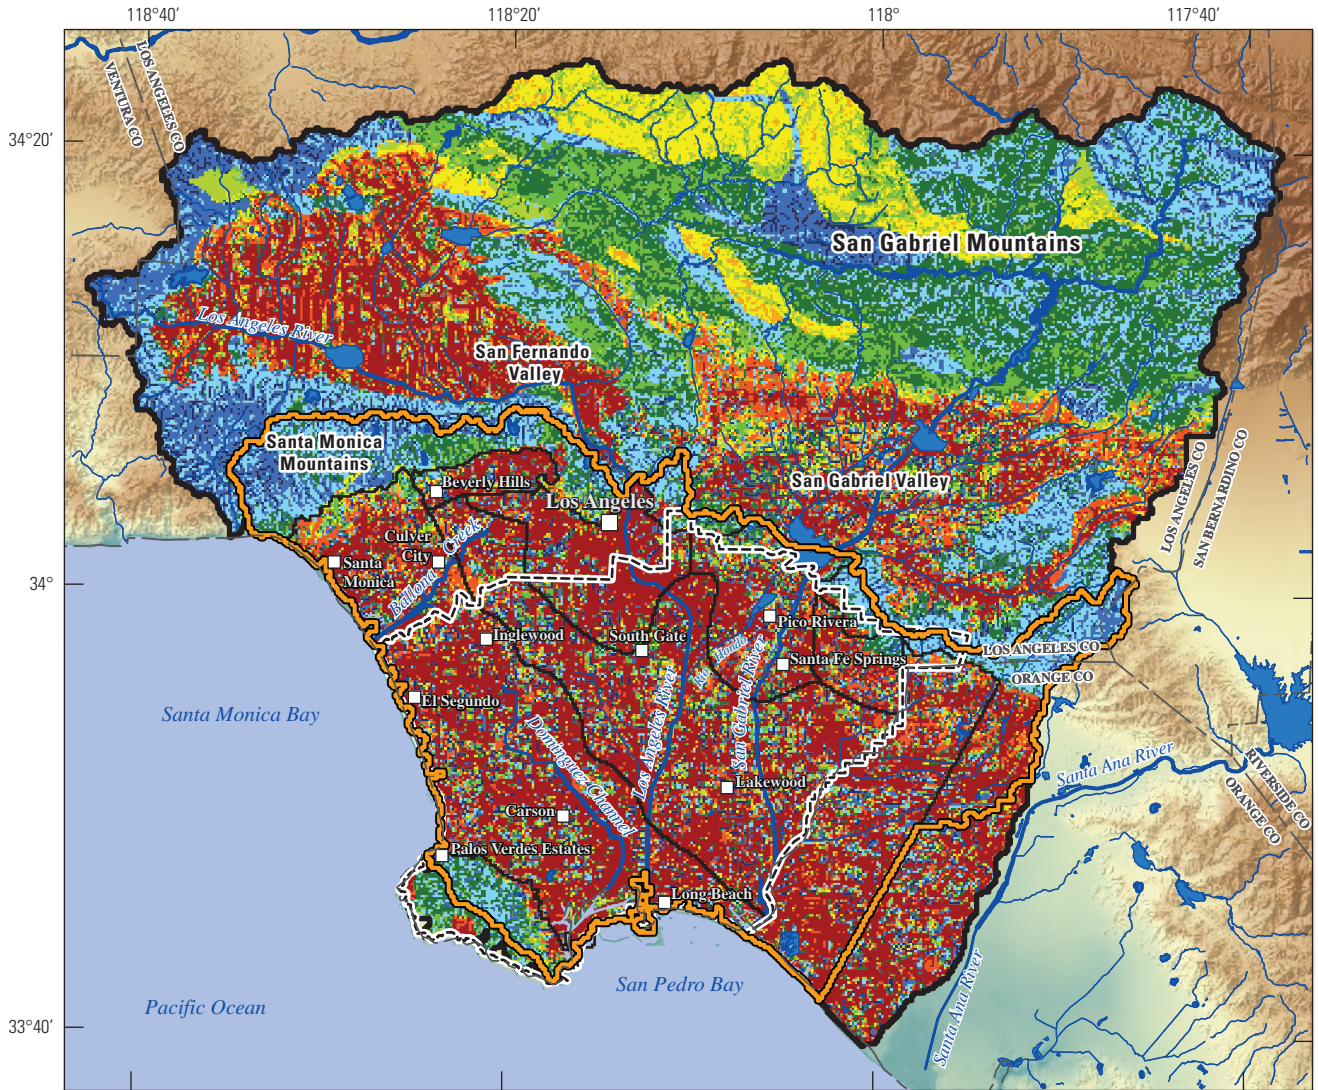 118°40'
118°20'
118°
117°40'
LOS ANGELES CO
VENTURA CO
34°20'
San Gabriel Mountains
Los Angeles River
San Fernando
Valley
Santa Monica
Mountains
San Gabriel Valley
LOS ANGELES CO
SAN BERNARDINO CO
Beverly Hills
Los Angeles
Culver
City
Ballona Creek
Santa
Monica
34°
Inglewood
South Gate
Rio Hondo
Pico Rivera
Santa Fe Springs
LOS ANGELES CO
ORANGE CO
El Segundo
Santa Monica Bay
Dominguez Channel
Los Angeles River
San Gabriel River
Santa Ana River
RIVERSIDE CO
ORANGE CO
Lakewood
Carson
Palos Verdes Estates
Long Beach
San Pedro Bay
Pacific Ocean
Santa Ana River
33°40'